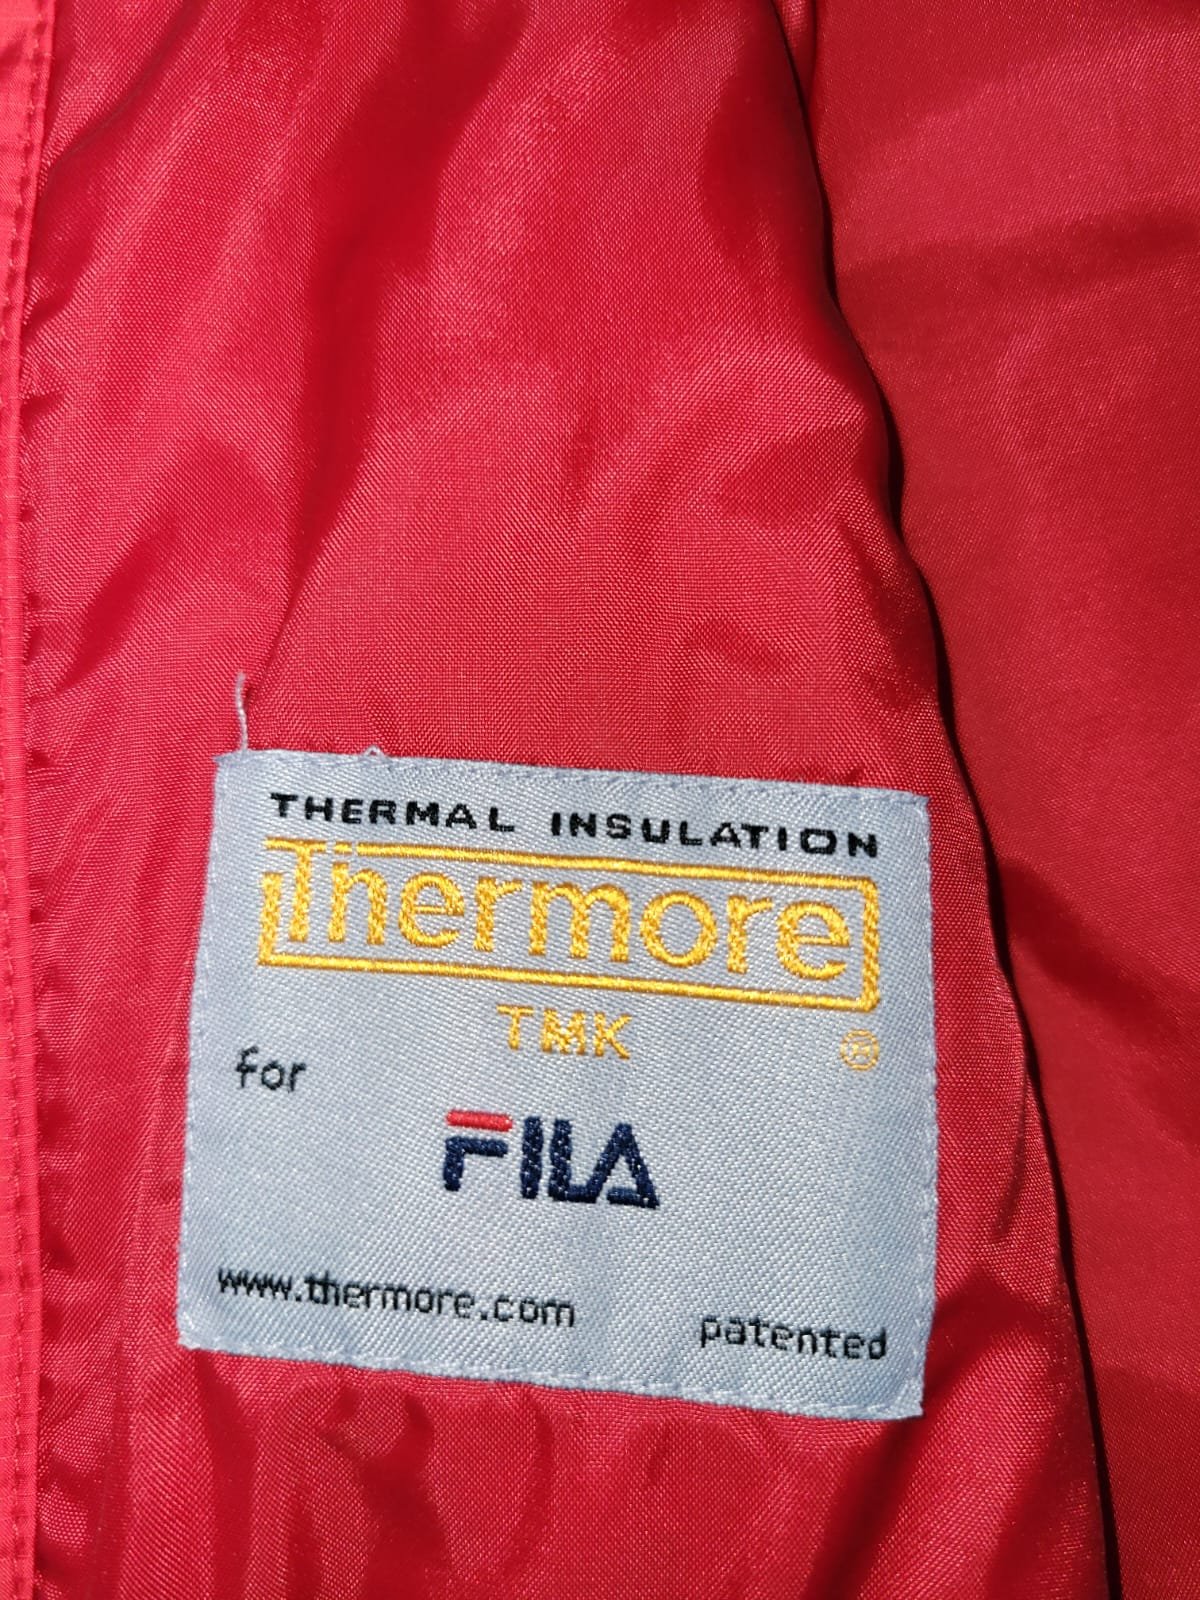 THERMAL INSULATION
Thermore
TMK
®
for
FILA
www.thermore.com
patented